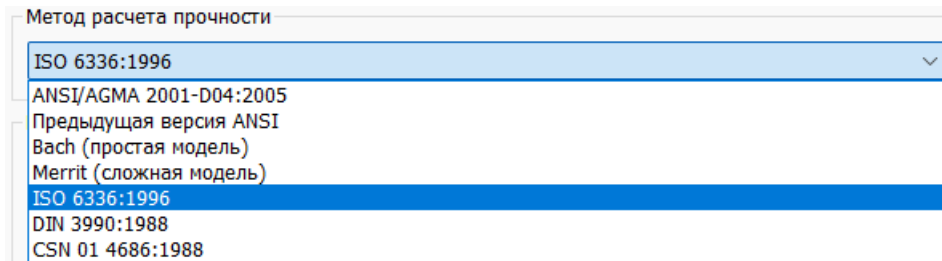 Метод расчета прочности
ISO 6336:1996
ANSI/AGMA 2001-D04:2005
Предыдущая версия ANSI
Bach (простая модель)
Merrit (сложная модель)
ISO 6336:1996
DIN 3990:1988
CSN 01 4686:1988